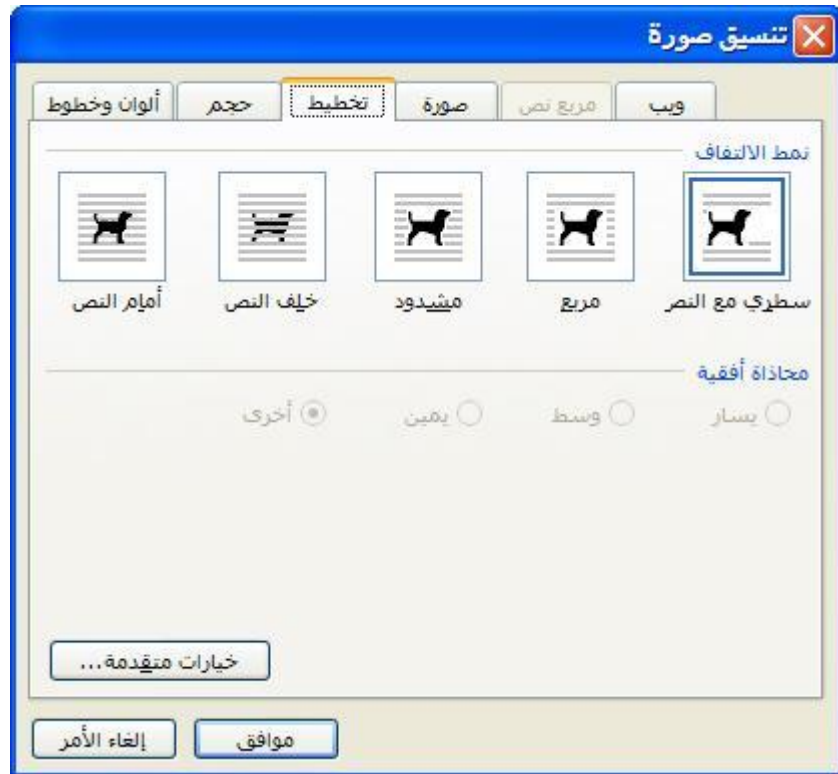 تنسيق صورة
ألوان وخطوط حجم تخطيط صورة مربع نص ويب
نمط الالتفاف
سطري مع النص مربع مشدود خلف النص أمام النص
محاذاة أفقية
يسار وسط يمين أخرى
خيارات متقدمة...
موافق إلغاء الأمر